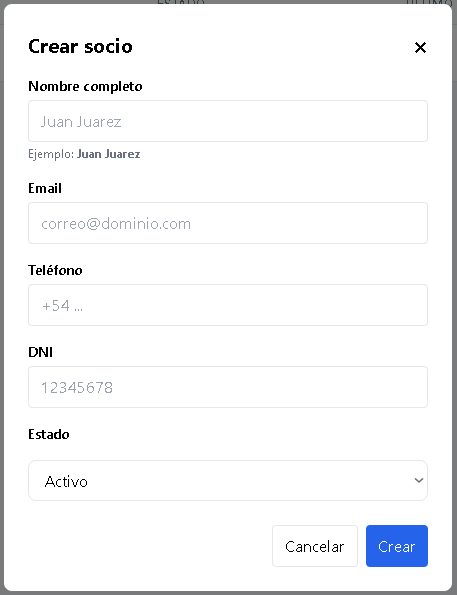 ESTADO
Crear socio
Nombre completo
Juan Juarez
Ejemplo: Juan Juarez
Email
correo@dominio.com
Teléfono
+54 ...
DNI
12345678
Estado
Activo
Cancelar
Crear